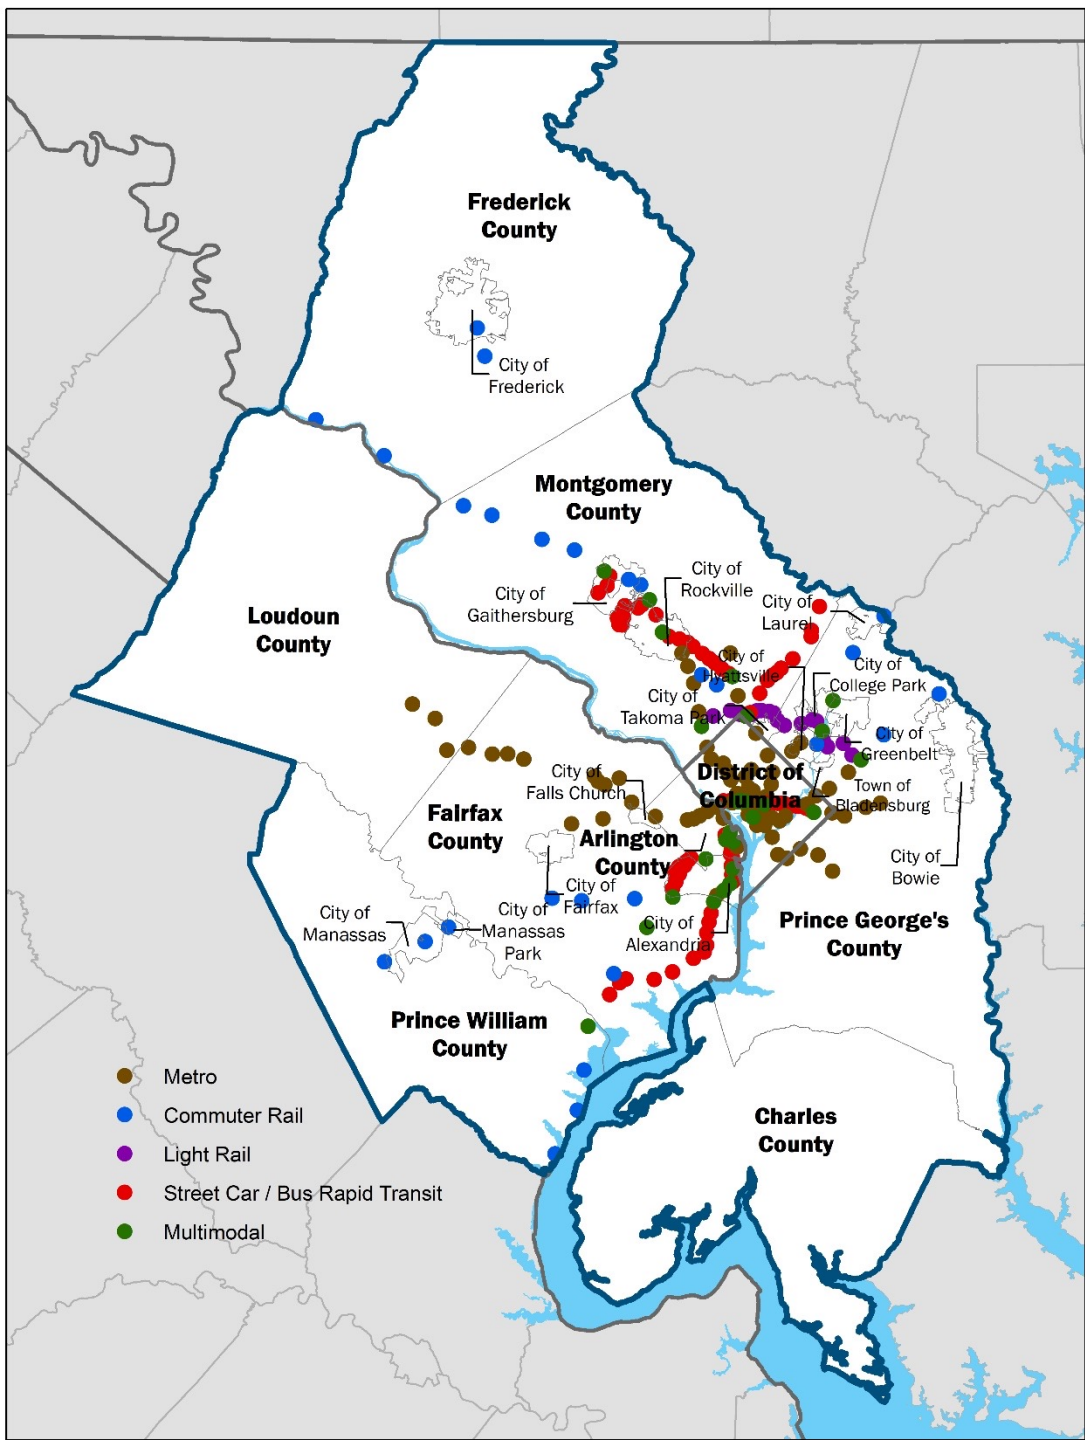 Frederick
County
City of
Frederick
Montgomery
County
City of
Rockville
City of
Gaithersburg
City of
Laurel
Loudoun
County
City of
Hyattsville
City of
College Park
City of
Takoma Park
City of
Greenbelt
District of
Columbia
City of
Falls Church
Town of
Bladensburg
Fairfax
County
Arlington
County
City of
Bowie
City of
Fairfax
City of
Manassas
City of
Manassas
Park
City of
Alexandria
Prince George's
County
Prince William
County
Charles
County
Metro
Commuter Rail
Light Rail
Street Car / Bus Rapid Transit
Multimodal